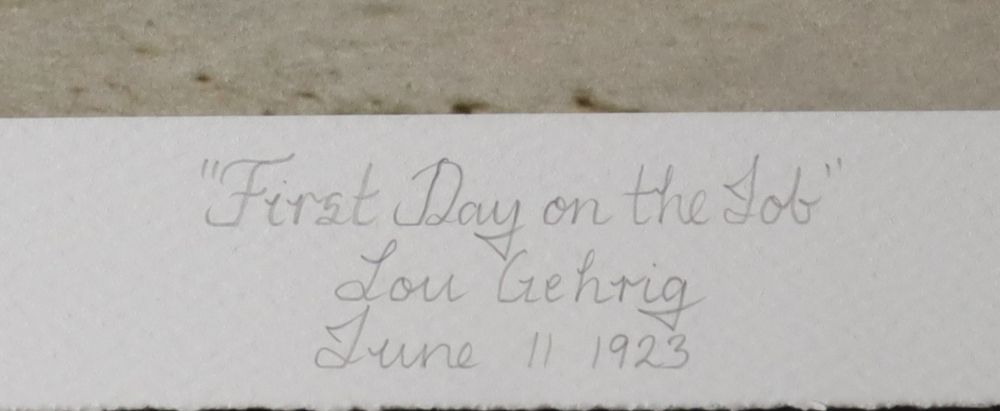 "First Day on the Job"
Lou Gehrig
June 11 1923